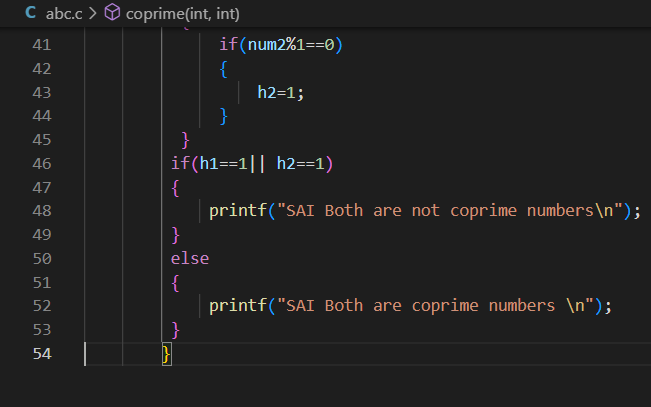 abc.c > coprime(int, int)
41 if(num2%1==0)
42 {
43 h2=1;
44 }
45 }
46 if(h1==1|| h2==1)
47 {
48 printf("SAI Both are not coprime numbers\n");
49 }
50 else
51 {
52 printf("SAI Both are coprime numbers \n");
53 }
54 }